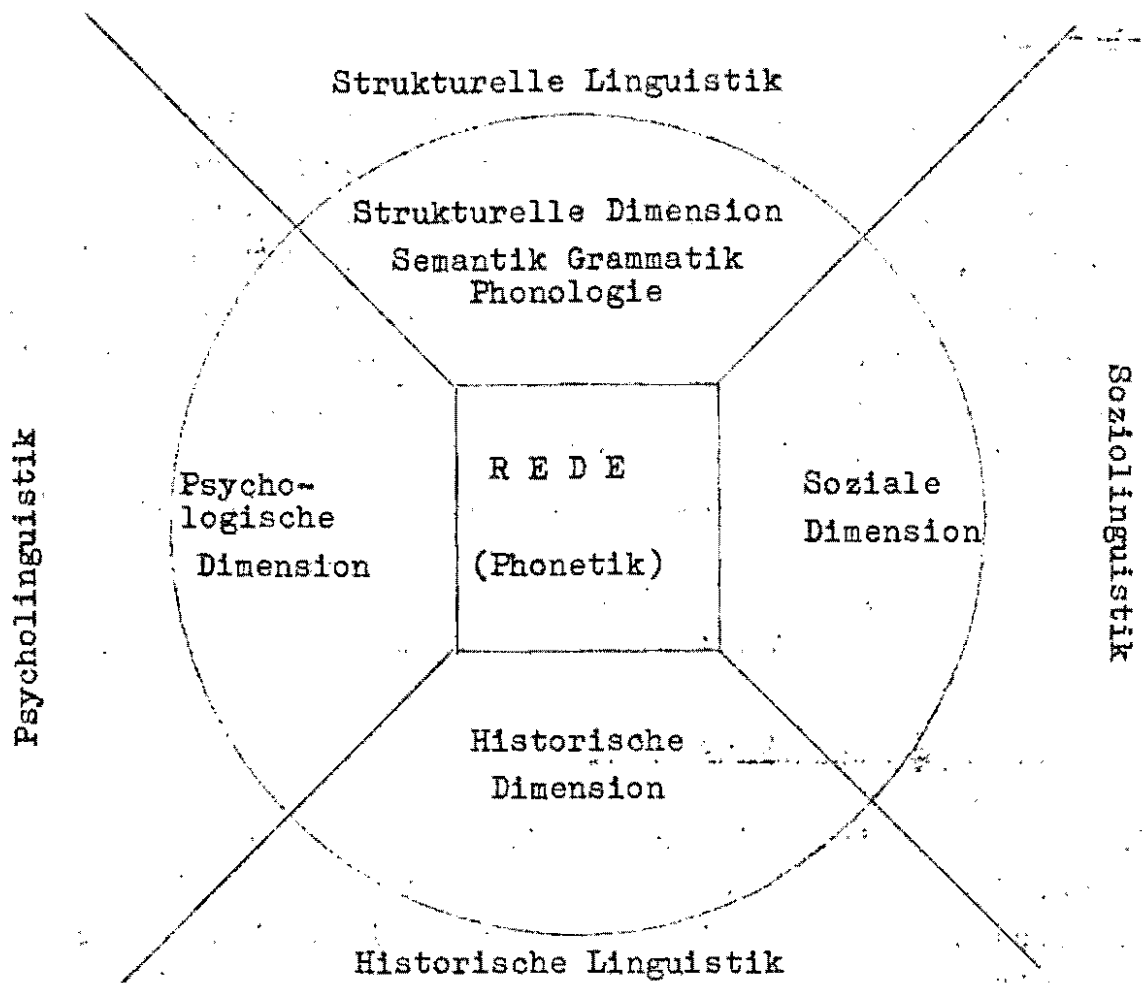 Strukturelle Linguistik
Strukturelle Dimension
Semantik Grammatik
Phonologie
Psycholinguistik
Psycho-
logische
Dimension
R E D E
(Phonetik)
Soziale
Dimension
Soziolinguistik
Historische
Dimension
Historische Linguistik